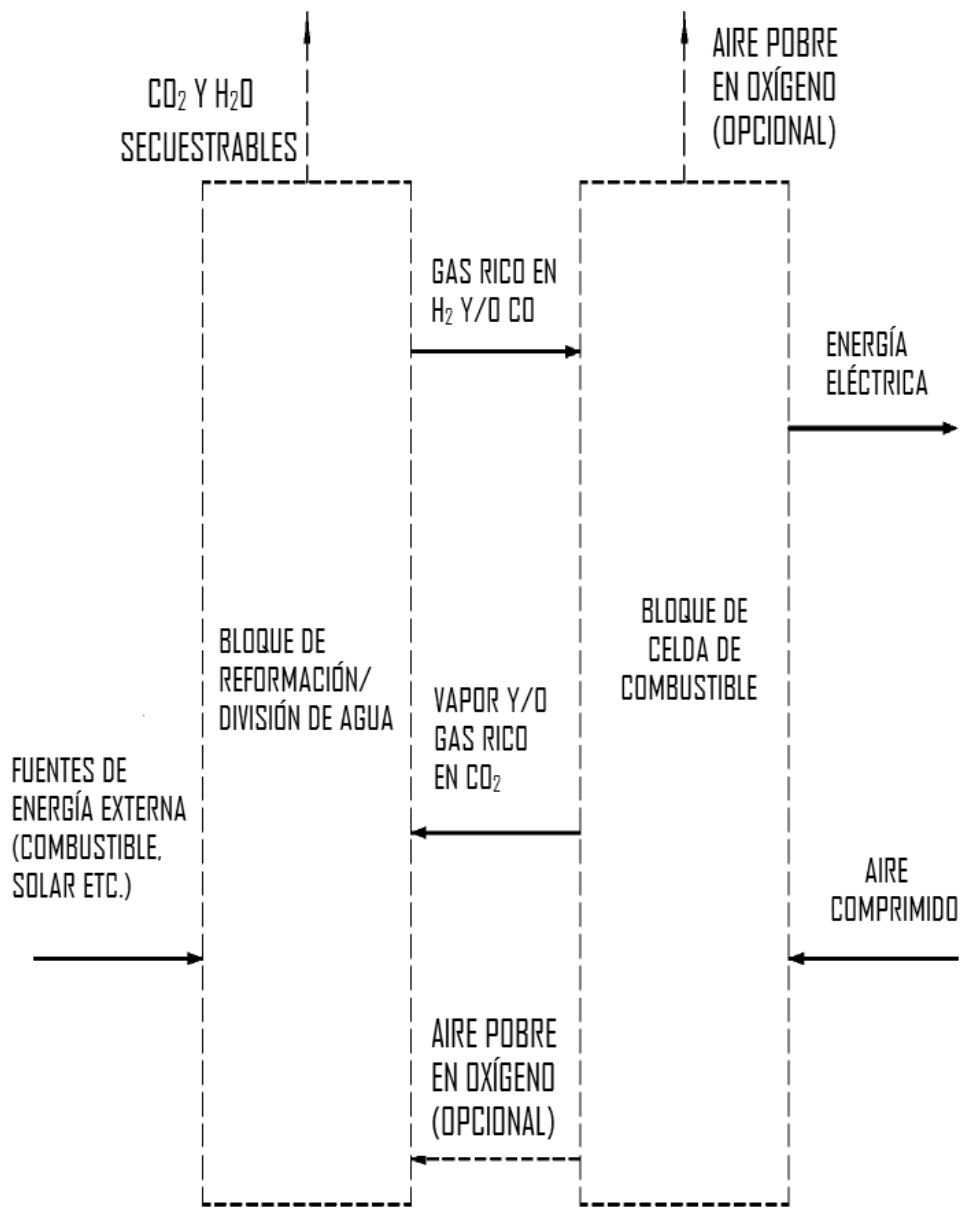 CO₂ Y H₂O
SECUESTRABLES
AIRE POBRE
EN OXÍGENO
(OPCIONAL)
GAS RICO EN
H₂ Y/O CO
ENERGÍA
ELÉCTRICA
BLOQUE DE
REFORMACIÓN/
DIVISIÓN DE AGUA
BLOQUE DE
CELDA DE
COMBUSTIBLE
VAPOR Y/O
GAS RICO
EN CO₂
FUENTES DE
ENERGÍA EXTERNA
(COMBUSTIBLE,
SOLAR ETC.)
AIRE
COMPRIMIDO
AIRE POBRE
EN OXÍGENO
(OPCIONAL)